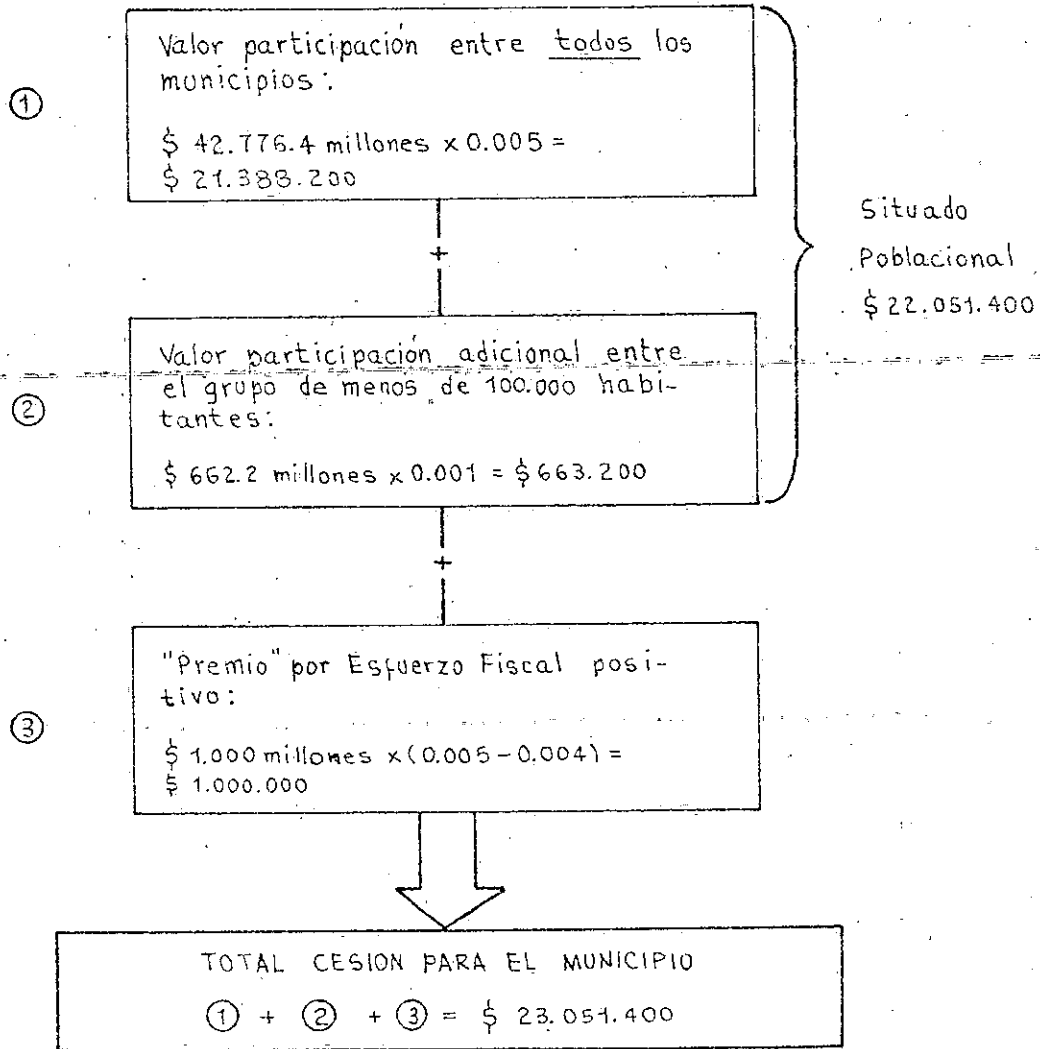 ①
Valor participación entre todos los
municipios:
$ 42.776.4 millones x 0.005 =
$ 21.388.200
+
Situado
Poblacional
$ 22.051.400
②
Valor participación adicional entre
el grupo de menos de 100.000 habi-
tantes:
$ 662.2 millones x 0.001 = $ 663.200
+
③
"Premio" por Esfuerzo Fiscal posi-
tivo:
$ 1.000 millones x (0.005 - 0.004) =
$ 1.000.000
TOTAL CESION PARA EL MUNICIPIO
① + ② + ③ = $ 23.051.400